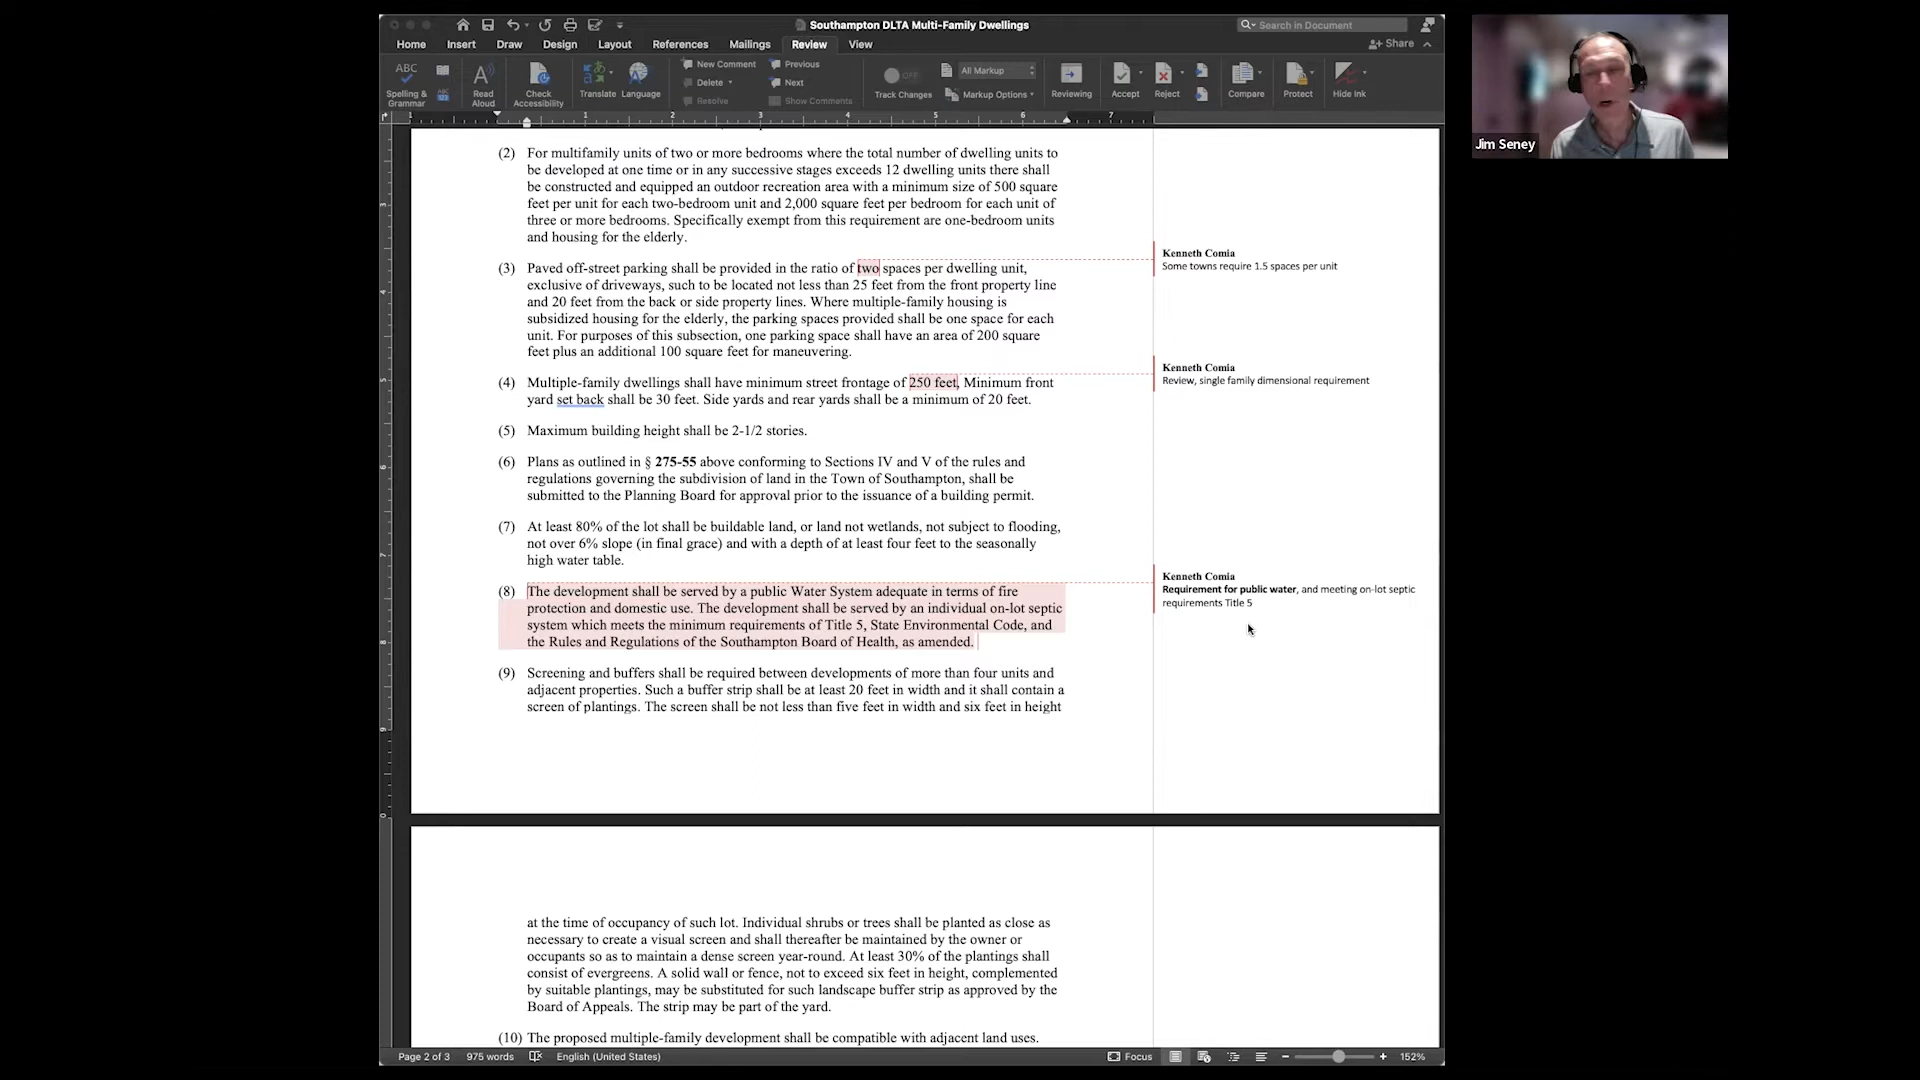 Southampton DLTA Multi-Family Dwellings
Search in Document
Home Insert Draw Design Layout References Mailings Review View
Share
ABC
Spelling & Grammar
Read Aloud
Check Accessibility
Translate
Language
New Comment
Delete
Resolve
Previous
Next
Show Comments
OFF
Track Changes
All Markup
Markup Options
Reviewing
Accept
Reject
Compare
Protect
Hide Ink
1 1 2 3 4 5 6 7
(2) For multifamily units of two or more bedrooms where the total number of dwelling units to
be developed at one time or in any successive stages exceeds 12 dwelling units there shall
be constructed and equipped an outdoor recreation area with a minimum size of 500 square
feet per unit for each two-bedroom unit and 2,000 square feet per bedroom for each unit of
three or more bedrooms. Specifically exempt from this requirement are one-bedroom units
and housing for the elderly.
(3) Paved off-street parking shall be provided in the ratio of two spaces per dwelling unit,
exclusive of driveways, such to be located not less than 25 feet from the front property line
and 20 feet from the back or side property lines. Where multiple-family housing is
subsidized housing for the elderly, the parking spaces provided shall be one space for each
unit. For purposes of this subsection, one parking space shall have an area of 200 square
feet plus an additional 100 square feet for maneuvering.
(4) Multiple-family dwellings shall have minimum street frontage of 250 feet, Minimum front
yard set back shall be 30 feet. Side yards and rear yards shall be a minimum of 20 feet.
(5) Maximum building height shall be 2-1/2 stories.
(6) Plans as outlined in § 275-55 above conforming to Sections IV and V of the rules and
regulations governing the subdivision of land in the Town of Southampton, shall be
submitted to the Planning Board for approval prior to the issuance of a building permit.
(7) At least 80% of the lot shall be buildable land, or land not wetlands, not subject to flooding,
not over 6% slope (in final grace) and with a depth of at least four feet to the seasonally
high water table.
(8) The development shall be served by a public Water System adequate in terms of fire
protection and domestic use. The development shall be served by an individual on-lot septic
system which meets the minimum requirements of Title 5, State Environmental Code, and
the Rules and Regulations of the Southampton Board of Health, as amended.
(9) Screening and buffers shall be required between developments of more than four units and
adjacent properties. Such a buffer strip shall be at least 20 feet in width and it shall contain a
screen of plantings. The screen shall be not less than five feet in width and six feet in height
Kenneth Comia
Some towns require 1.5 spaces per unit
Kenneth Comia
Review, single family dimensional requirement
Kenneth Comia
Requirement for public water, and meeting on-lot septic
requirements Title 5
at the time of occupancy of such lot. Individual shrubs or trees shall be planted as close as
necessary to create a visual screen and shall thereafter be maintained by the owner or
occupants so as to maintain a dense screen year-round. At least 30% of the plantings shall
consist of evergreens. A solid wall or fence, not to exceed six feet in height, complemented
by suitable plantings, may be substituted for such landscape buffer strip as approved by the
Board of Appeals. The strip may be part of the yard.
(10) The proposed multiple-family development shall be compatible with adjacent land uses.
Page 2 of 3 975 words English (United States) Focus 152%
Jim Seney